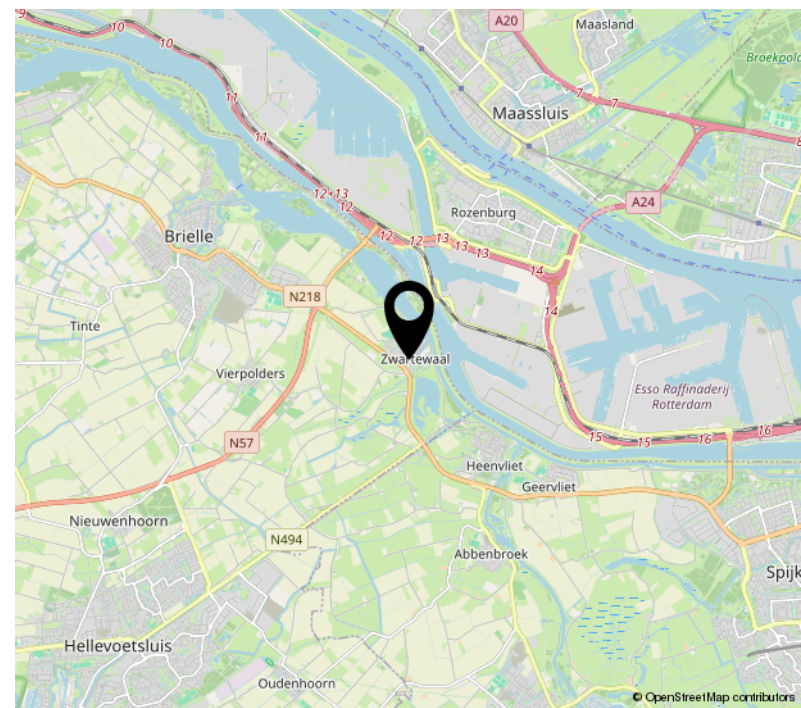 9
10
10
A20
Maasland
Broekpold
7
7
Maassluis
8
11
11
12+13
12
A24
Rozenburg
Brielle
12
12
13
13
13
14
14
N218
Tinte
Zwartewaal
Vierpolders
Esso Raffinaderij
Rotterdam
N57
15
15
16
16
Heenvliet
Geervliet
Nieuwenhoorn
N494
Abbenbroek
Spijk
Hellevoetsluis
Oudenhoorn
© OpenStreetMap contributors